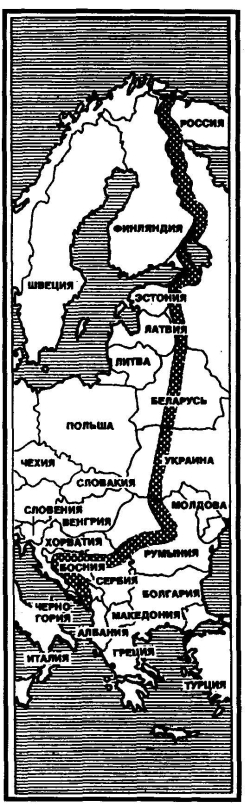 РОССИЯ
ФИНЛЯНДИЯ
ШВЕЦИЯ
ЭСТОНИЯ
ЛАТВИЯ
ЛИТВА
БЕЛАРУСЬ
ПОЛЬША
ЧЕХИЯ
УКРАИНА
СЛОВАКИЯ
СЛОВЕНИЯ
МОЛДОВА
ВЕНГРИЯ
ХОРВАТИЯ
РУМЫНИЯ
БОСНИЯ
СЕРБИЯ
БОЛГАРИЯ
ЧЕРНО-
ГОРИЯ
МАКЕДОНИЯ
АЛБАНИЯ
ГРЕЦИЯ
ИТАЛИЯ
ТУРЦИЯ